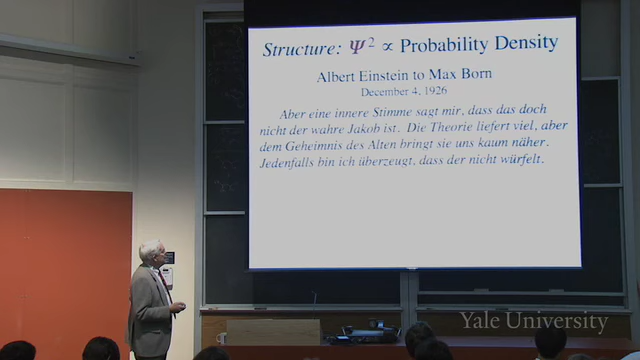 Structure: Ψ² ∝ Probability Density
Albert Einstein to Max Born
December 4, 1926
Aber eine innere Stimme sagt mir, dass das doch
nicht der wahre Jakob ist. Die Theorie liefert viel, aber
dem Geheimnis des Alten bringt sie uns kaum näher.
Jedenfalls bin ich überzeugt, dass der nicht würfelt.
Yale University